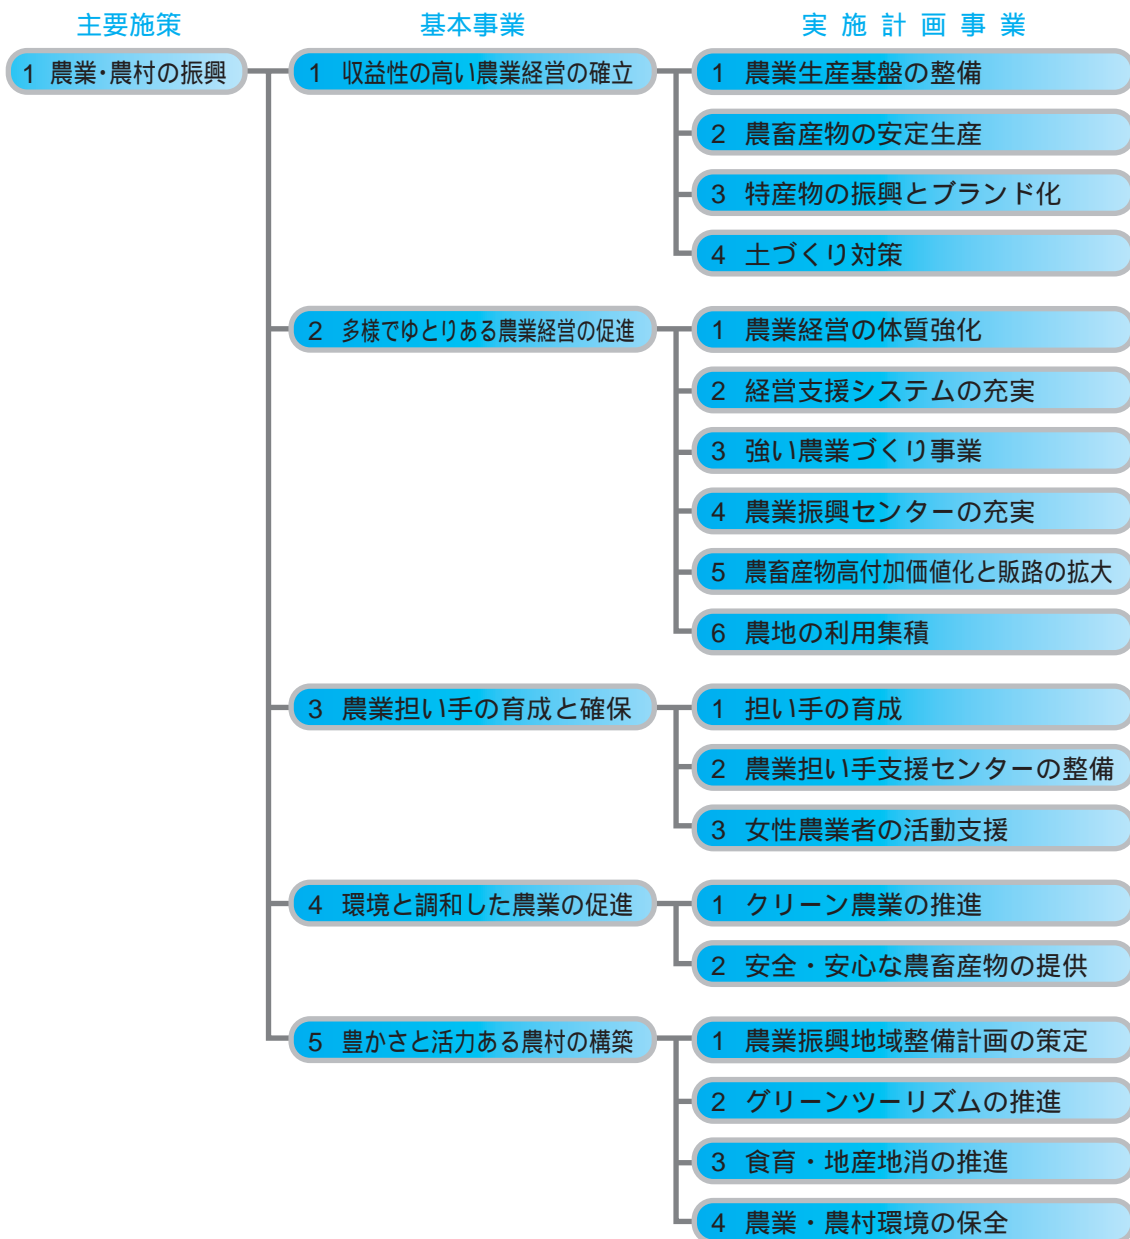 主要施策 基本事業 実施計画事業
1 農業・農村の振興
1 収益性の高い農業経営の確立
1 農業生産基盤の整備
2 農畜産物の安定生産
3 特産物の振興とブランド化
4 土づくり対策
2 多様でゆとりある農業経営の促進
1 農業経営の体質強化
2 経営支援システムの充実
3 強い農業づくり事業
4 農業振興センターの充実
5 農畜産物高付加価値化と販路の拡大
6 農地の利用集積
3 農業担い手の育成と確保
1 担い手の育成
2 農業担い手支援センターの整備
3 女性農業者の活動支援
4 環境と調和した農業の促進
1 クリーン農業の推進
2 安全・安心な農畜産物の提供
5 豊かさと活力ある農村の構築
1 農業振興地域整備計画の策定
2 グリーンツーリズムの推進
3 食育・地産地消の推進
4 農業・農村環境の保全